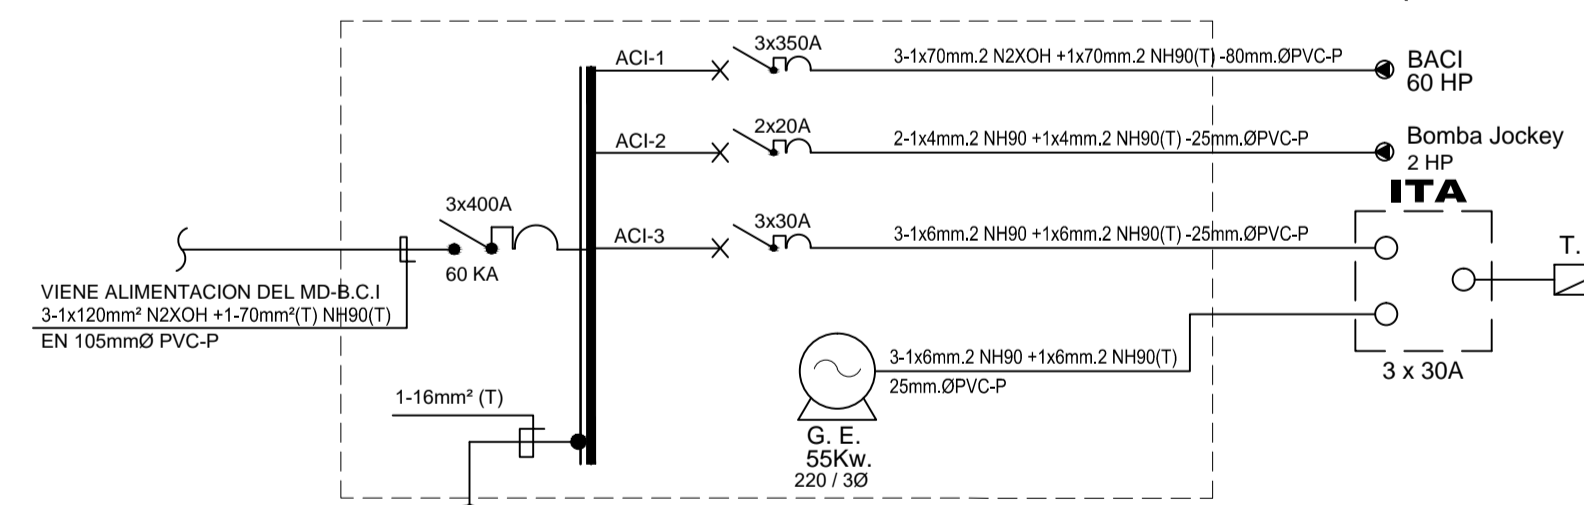 3x350A
ACI-1
3-1x70mm.2 N2XOH +1x70mm.2 NH90(T) -80mm.ØPVC-P
BACI
60 HP
2x20A
ACI-2
2-1x4mm.2 NH90 +1x4mm.2 NH90(T) -25mm.ØPVC-P
Bomba Jockey
2 HP
ITA
3x400A
3x30A
ACI-3
3-1x6mm.2 NH90 +1x6mm.2 NH90(T) -25mm.ØPVC-P
T.
60 KA
VIENE ALIMENTACION DEL MD-B.C.I
3-1x120mm² N2XOH +1-70mm²(T) NH90(T)
EN 105mmØ PVC-P
3-1x6mm.2 NH90 +1x6mm.2 NH90(T)
25mm.ØPVC-P
3 x 30A
1-16mm² (T)
G. E.
55Kw.
220 / 3Ø